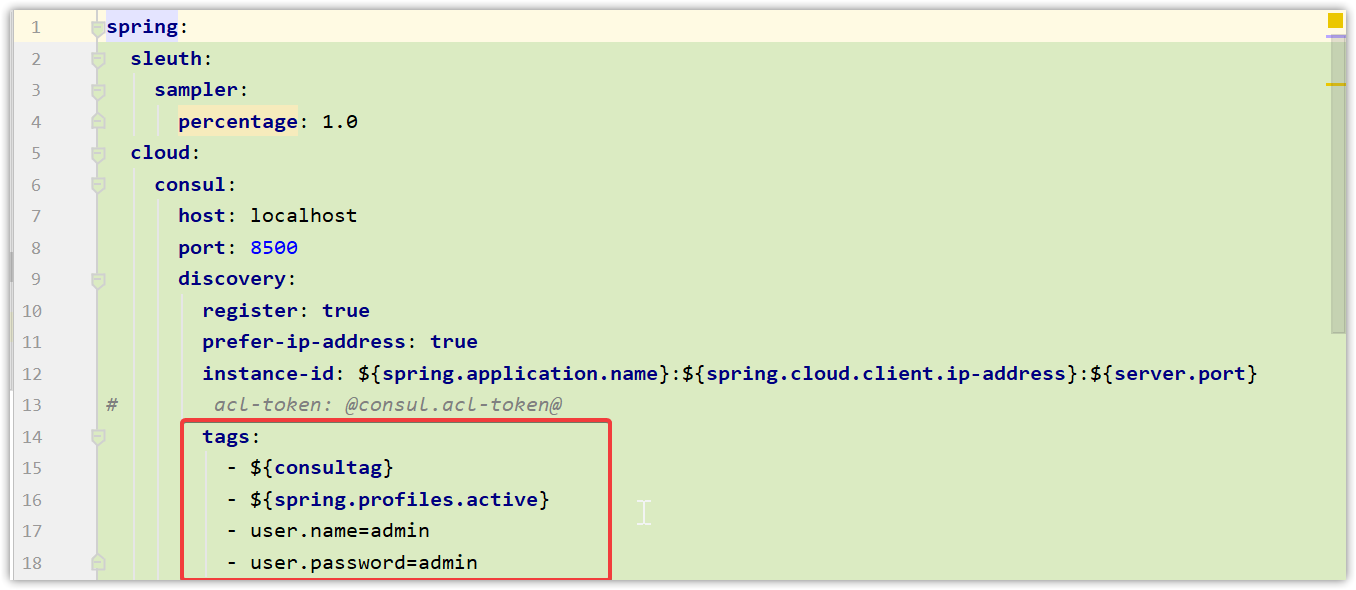 1 spring:
2   sleuth:
3     sampler:
4       percentage: 1.0
5   cloud:
6     consul:
7       host: localhost
8       port: 8500
9       discovery:
10         register: true
11         prefer-ip-address: true
12         instance-id: ${spring.application.name}:${spring.cloud.client.ip-address}:${server.port}
13 #        acl-token: @consul.acl-token@
14         tags:
15           - ${consultag}
16           - ${spring.profiles.active}
17           - user.name=admin
18           - user.password=admin